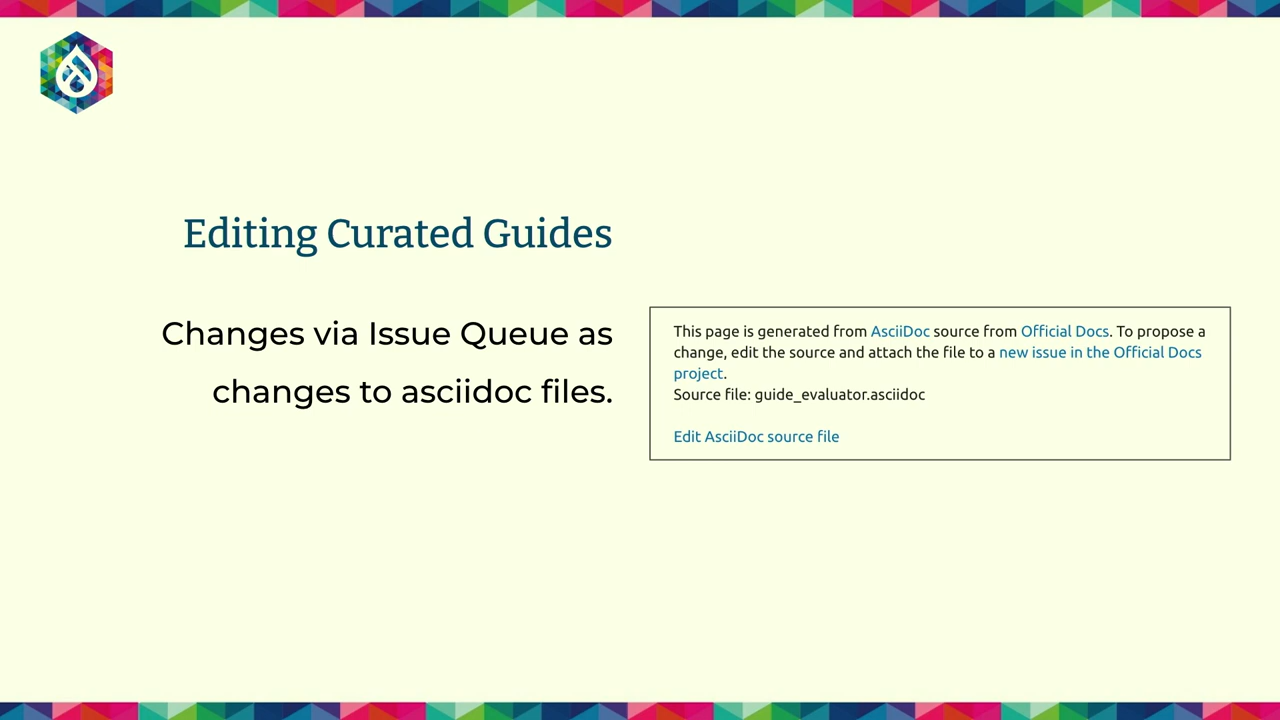 Editing Curated Guides
Changes via Issue Queue as
changes to asciidoc files.
This page is generated from AsciiDoc source from Official Docs. To propose a
change, edit the source and attach the file to a new issue in the Official Docs
project.
Source file: guide_evaluator.asciidoc
Edit AsciiDoc source file